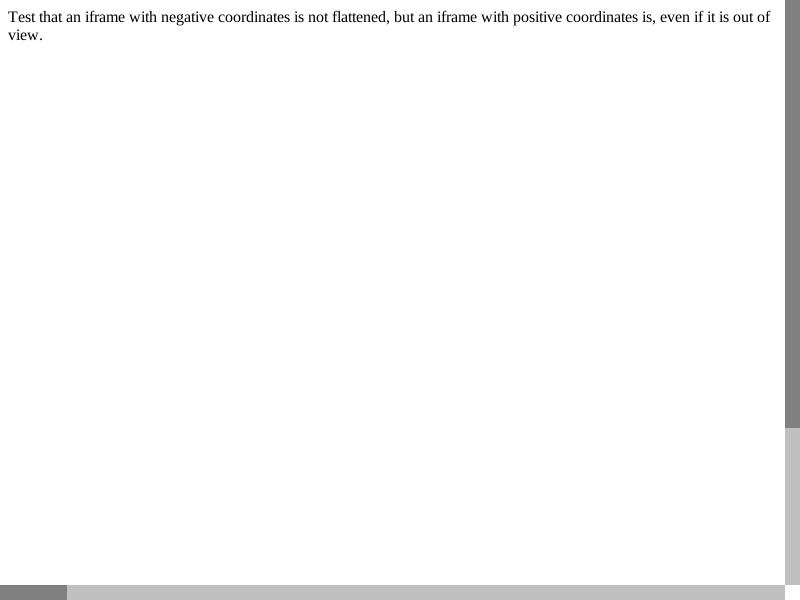 Test that an iframe with negative coordinates is not flattened, but an iframe with positive coordinates is, even if it is out of
view.